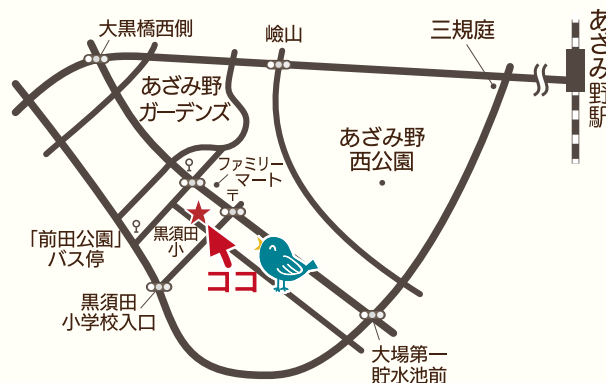 大黒橋西側
嶮山
三規庭
あざみ野駅
あざみ野
ガーデンズ
あざみ野
西公園
ファミリー
マート
〒
「前田公園」
バス停
黒須田
小
ココ
黒須田
小学校入口
大場第一
貯水池前